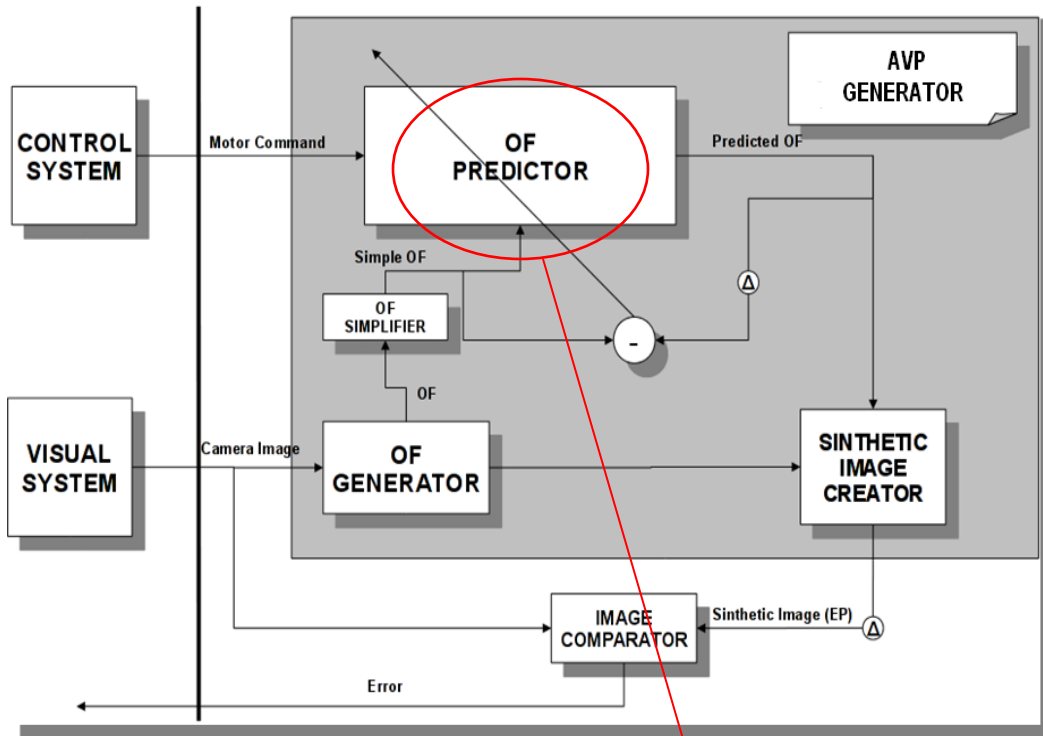 AVP
GENERATOR
CONTROL
SYSTEM
Motor Command
OF
PREDICTOR
Predicted OF
Simple OF
Δ
OF
SIMPLIFIER
-
OF
VISUAL
SYSTEM
Camera Image
OF
GENERATOR
SINTHETIC
IMAGE
CREATOR
IMAGE
COMPARATOR
Sinthetic Image (EP)
Δ
Error